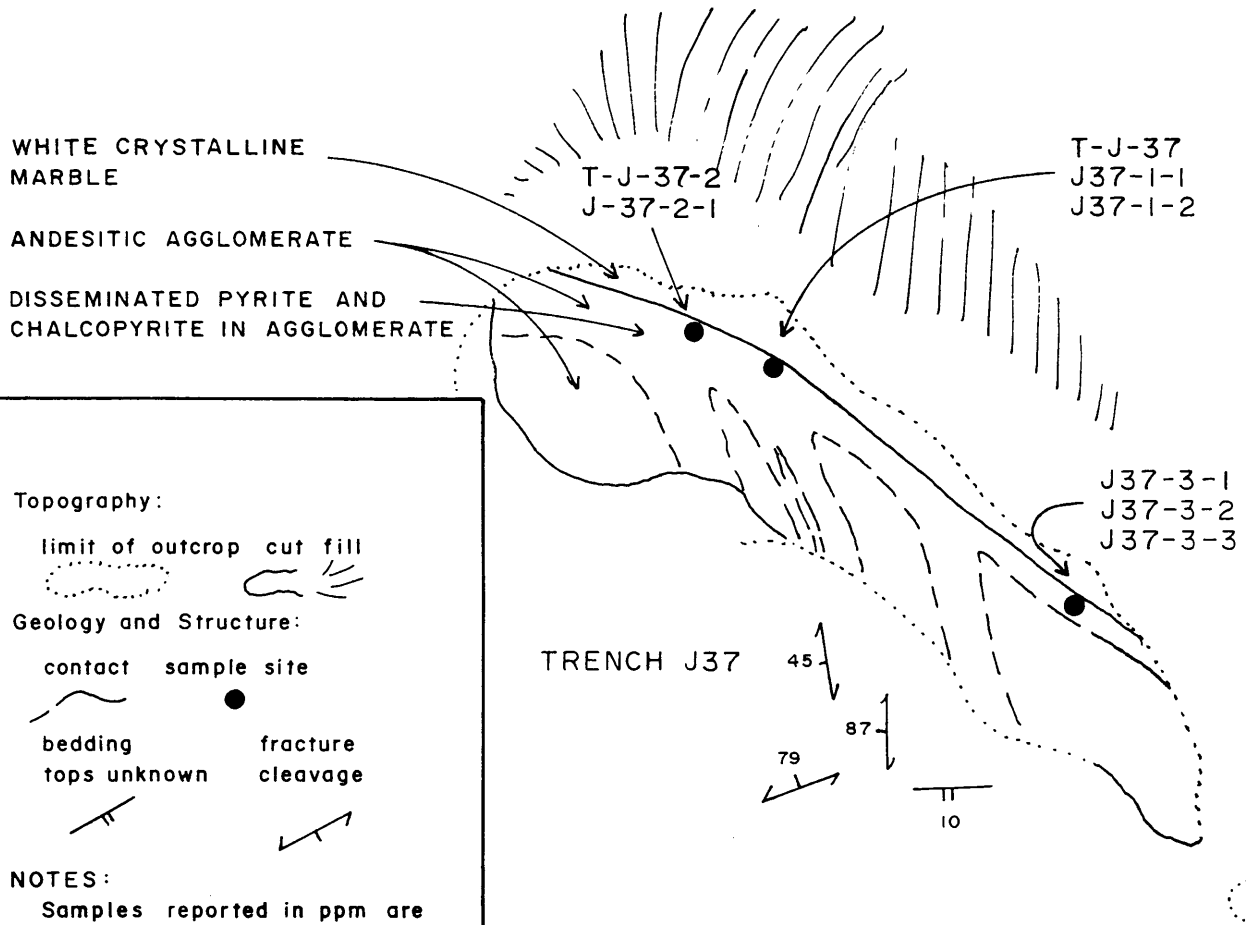 WHITE CRYSTALLINE
MARBLE
ANDESITIC AGGLOMERATE
DISSEMINATED PYRITE AND
CHALCOPYRITE IN AGGLOMERATE
T-J-37-2
J-37-2-1
T-J-37
J37-1-1
J37-1-2
J37-3-1
J37-3-2
J37-3-3
TRENCH J37
45
87
79
10
Topography:
limit of outcrop cut fill
Geology and Structure:
contact sample site
bedding fracture
tops unknown cleavage
NOTES:
Samples reported in ppm are